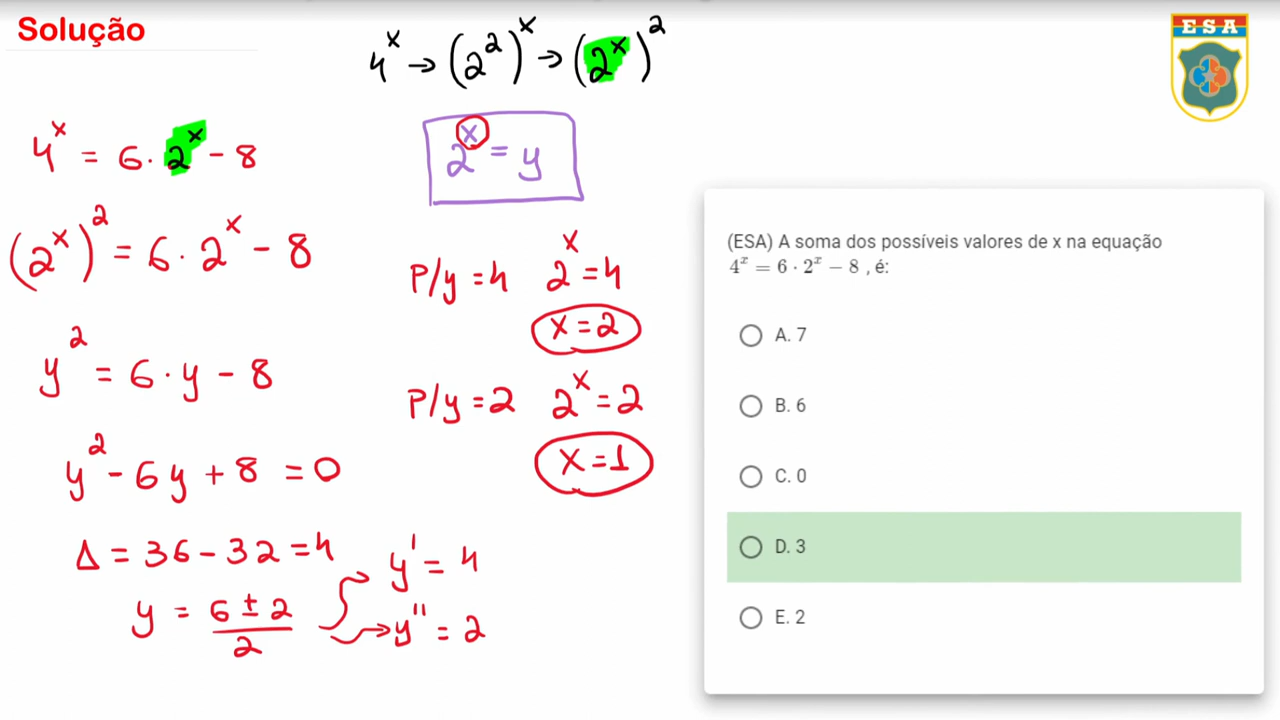 Solução
4^x → (2^2)^x → (2^x)^2
ESA
4^x = 6 · 2^x - 8
2^x = y
(2^x)^2 = 6 · 2^x - 8
P/y = 4 2^x = 4
x = 2
y^2 = 6 · y - 8
P/y = 2 2^x = 2
x = 1
y^2 - 6y + 8 = 0
Δ = 36 - 32 = 4
y = 6 ± 2 / 2
y' = 4
y'' = 2
(ESA) A soma dos possíveis valores de x na equação
4^x = 6 · 2^x − 8 , é:
A. 7
B. 6
C. 0
D. 3
E. 2